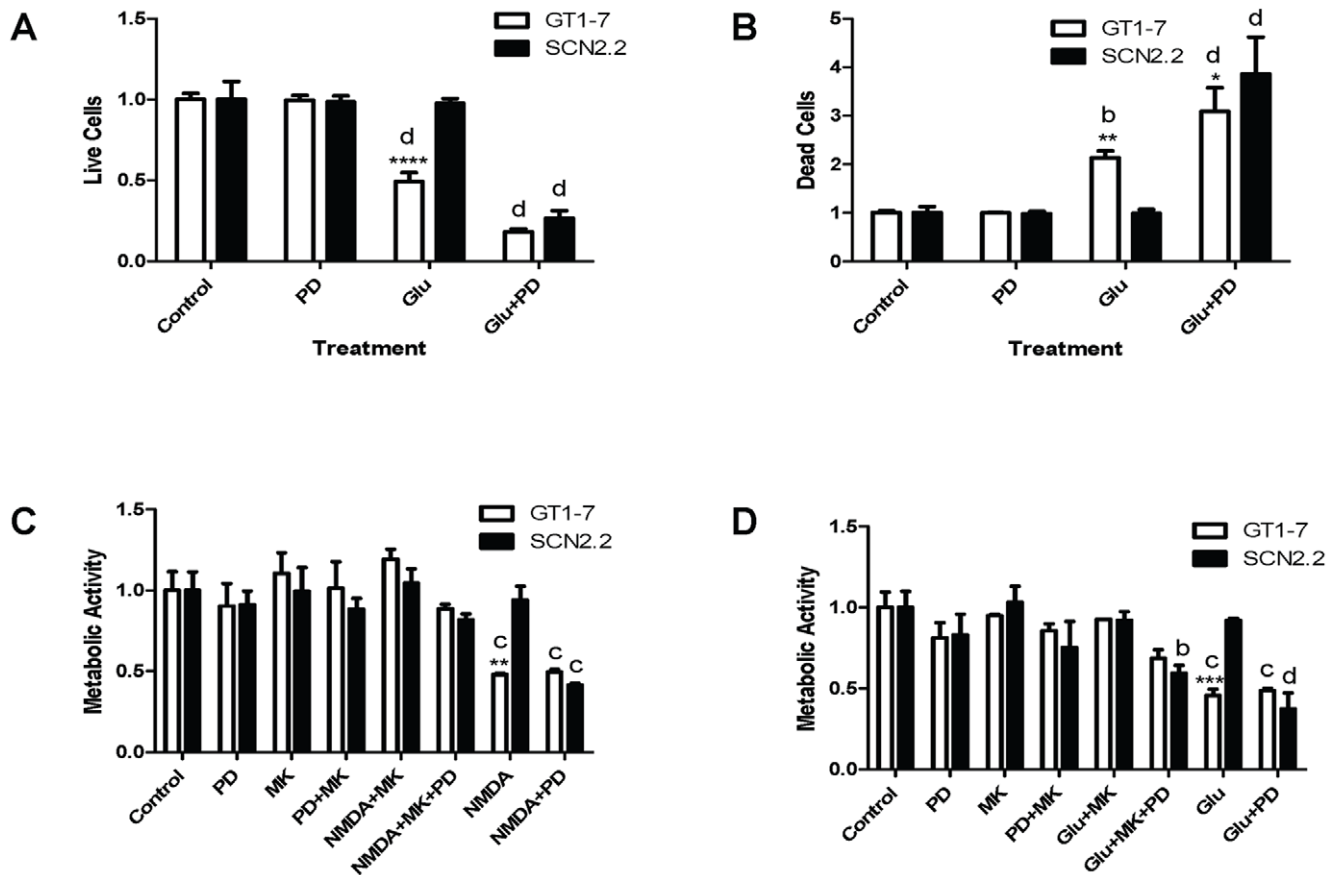 A
Live Cells
1.5
1.0
0.5
0.0
GT1-7
SCN2.2
d
****
d
d
Control
PD
Glu
Glu+PD
Treatment
B
Dead Cells
5
4
3
2
1
0
GT1-7
SCN2.2
b
**
d
*
d
Control
PD
Glu
Glu+PD
Treatment
C
Metabolic Activity
1.5
1.0
0.5
0.0
GT1-7
SCN2.2
c
**
c
c
Control
PD
MK
PD+MK
NMDA+MK
NMDA+MK+PD
NMDA
NMDA+PD
D
Metabolic Activity
1.5
1.0
0.5
0.0
GT1-7
SCN2.2
b
c
***
c
d
Control
PD
MK
PD+MK
Glu+MK
Glu+MK+PD
Glu
Glu+PD